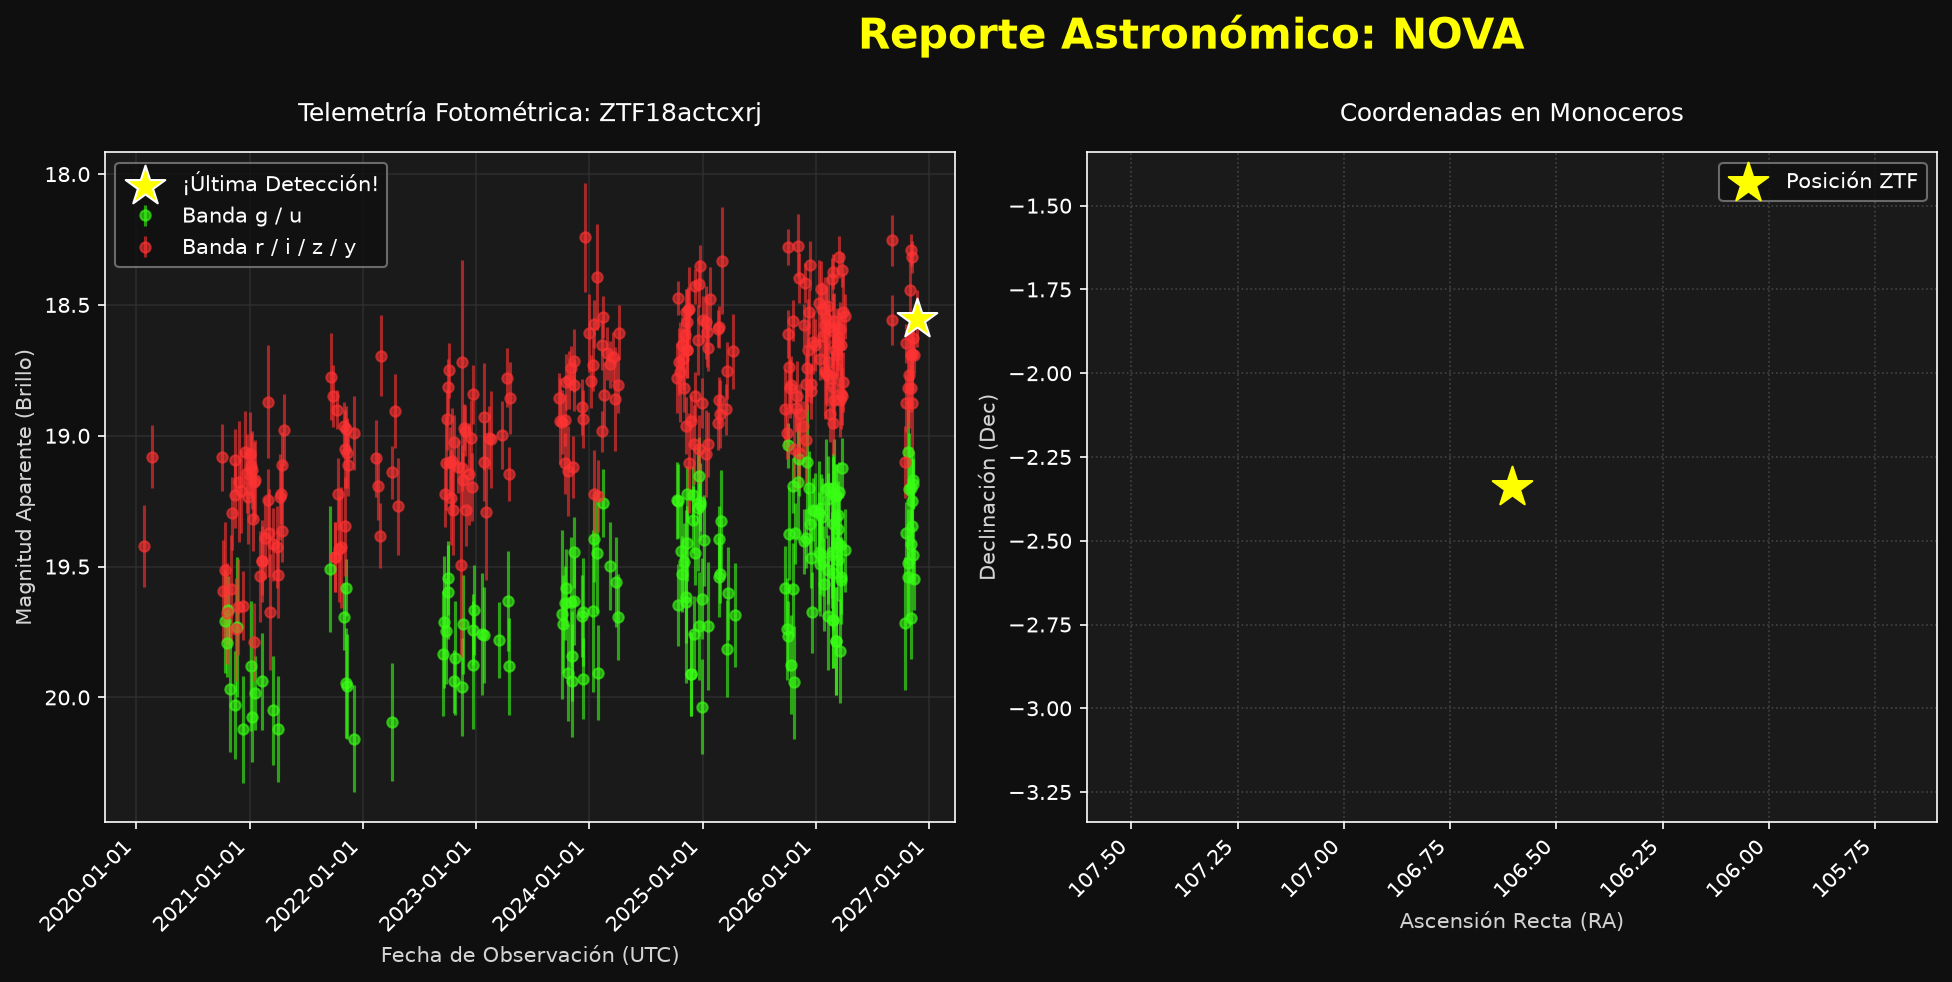 Reporte Astronómico: NOVA
Telemetría Fotométrica: ZTF18actcxrj
¡Última Detección!
Banda g / u
Banda r / i / z / y
Magnitud Aparente (Brillo)
18.0
18.5
19.0
19.5
20.0
2020-01-01
2021-01-01
2022-01-01
2023-01-01
2024-01-01
2025-01-01
2026-01-01
2027-01-01
Fecha de Observación (UTC)
Coordenadas en Monoceros
Posición ZTF
Declinación (Dec)
−1.50
−1.75
−2.00
−2.25
−2.50
−2.75
−3.00
−3.25
107.50
107.25
107.00
106.75
106.50
106.25
106.00
105.75
Ascensión Recta (RA)